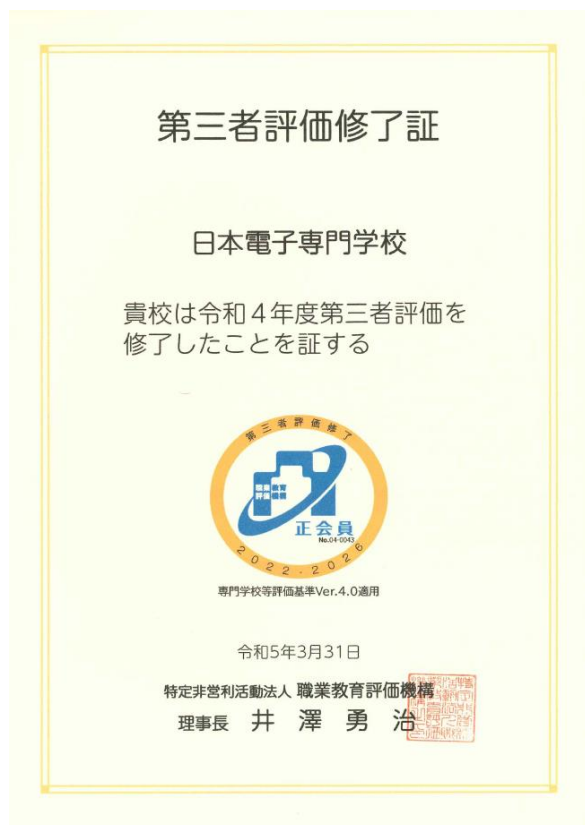 第三者評価修了証
日本電子専門学校
貴校は令和４年度第三者評価を
修了したことを証する
第三者評価修了
職業教育
評価機構
正会員
No.04-0043
2022-2026
専門学校等評価基準Ver.4.0適用
令和5年3月31日
特定非営利活動法人 職業教育評価機構
理事長 井澤勇治